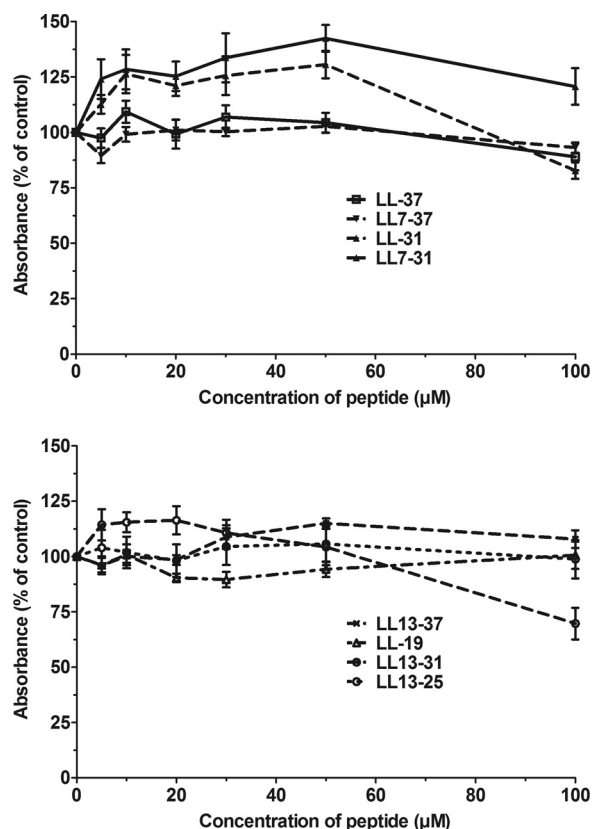 150
125
100
75
50
25
0
Absorbance (% of control)
LL-37
LL7-37
LL-31
LL7-31
0 20 40 60 80 100
Concentration of peptide (µM)
150
125
100
75
50
25
0
Absorbance (% of control)
LL13-37
LL-19
LL13-31
LL13-25
0 20 40 60 80 100
Concentration of peptide (µM)